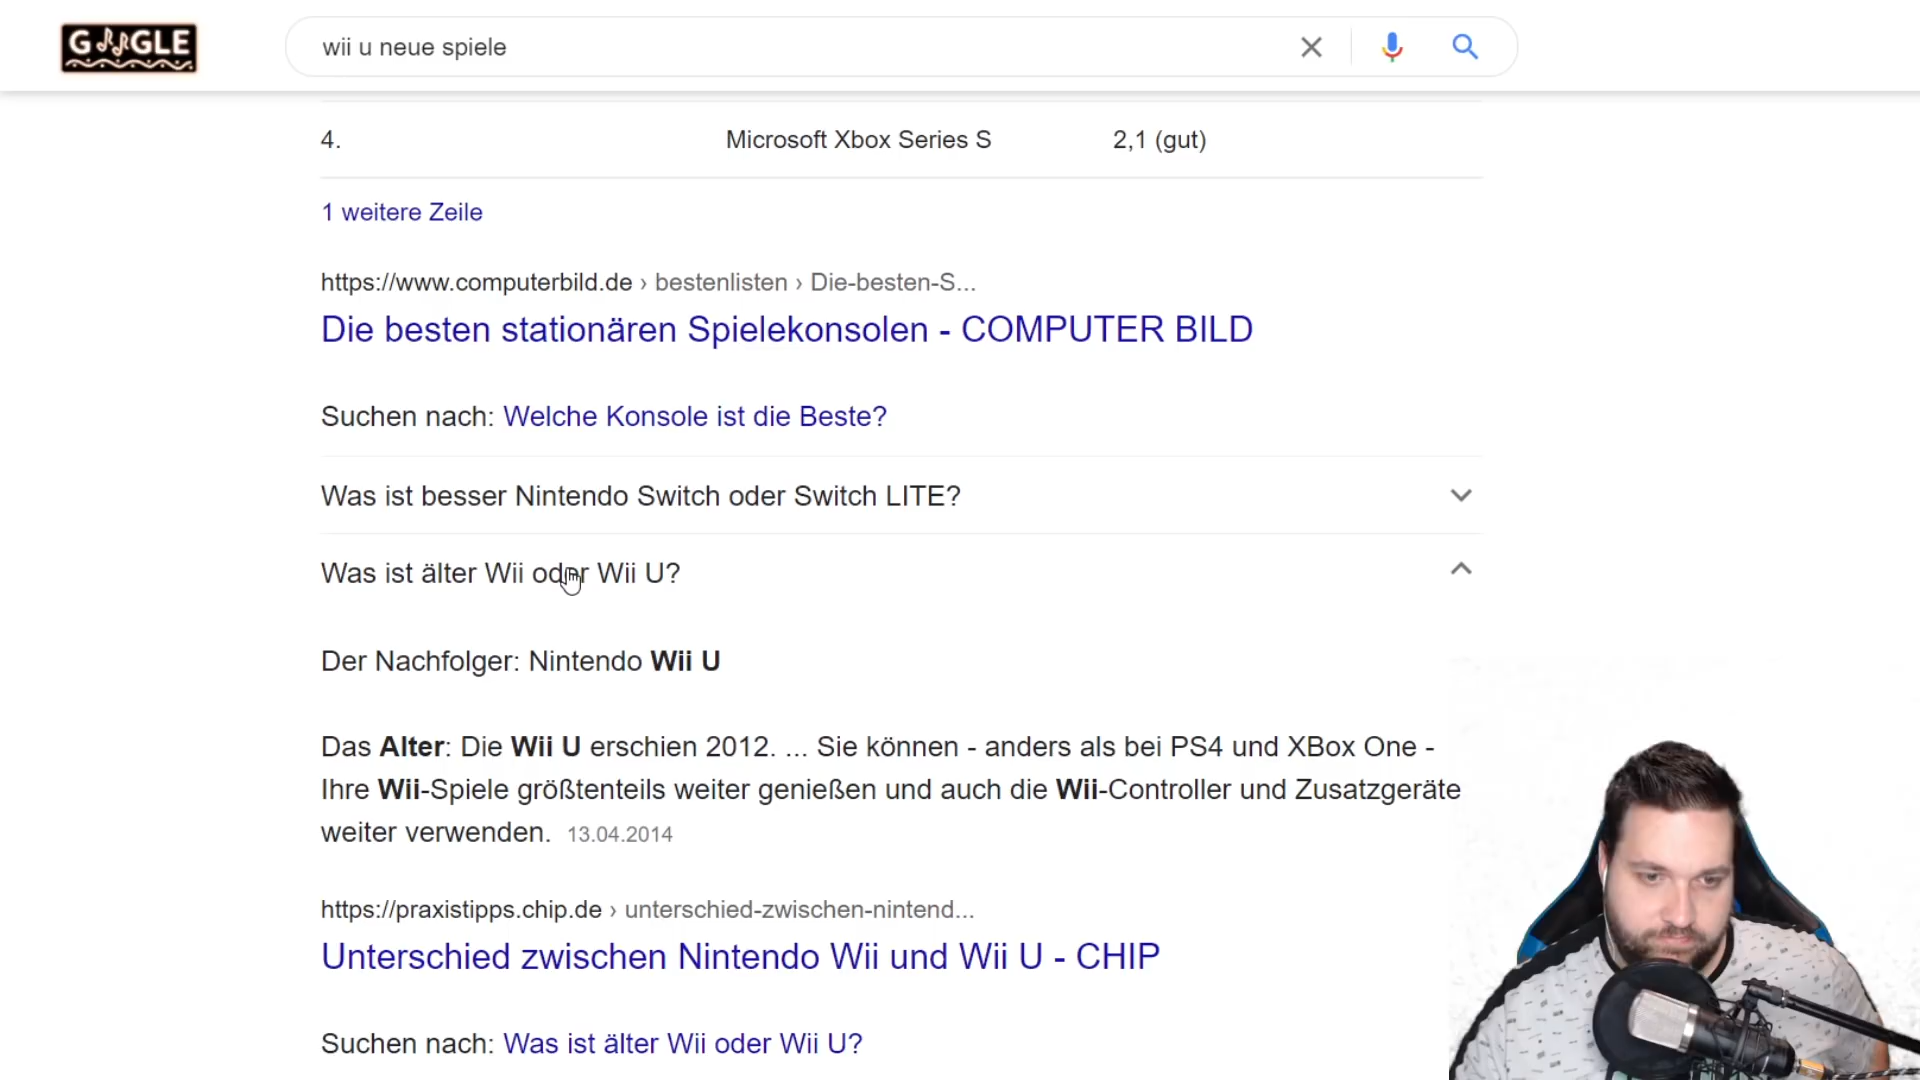 GOOGLE
wii u neue spiele
4. Microsoft Xbox Series S 2,1 (gut)
1 weitere Zeile
https://www.computerbild.de › bestenlisten › Die-besten-S...
Die besten stationären Spielekonsolen - COMPUTER BILD
Suchen nach: Welche Konsole ist die Beste?
Was ist besser Nintendo Switch oder Switch LITE?
Was ist älter Wii oder Wii U?
Der Nachfolger: Nintendo Wii U
Das Alter: Die Wii U erschien 2012. ... Sie können - anders als bei PS4 und XBox One -
Ihre Wii-Spiele größtenteils weiter genießen und auch die Wii-Controller und Zusatzgeräte
weiter verwenden. 13.04.2014
https://praxistipps.chip.de › unterschied-zwischen-nintend...
Unterschied zwischen Nintendo Wii und Wii U - CHIP
Suchen nach: Was ist älter Wii oder Wii U?